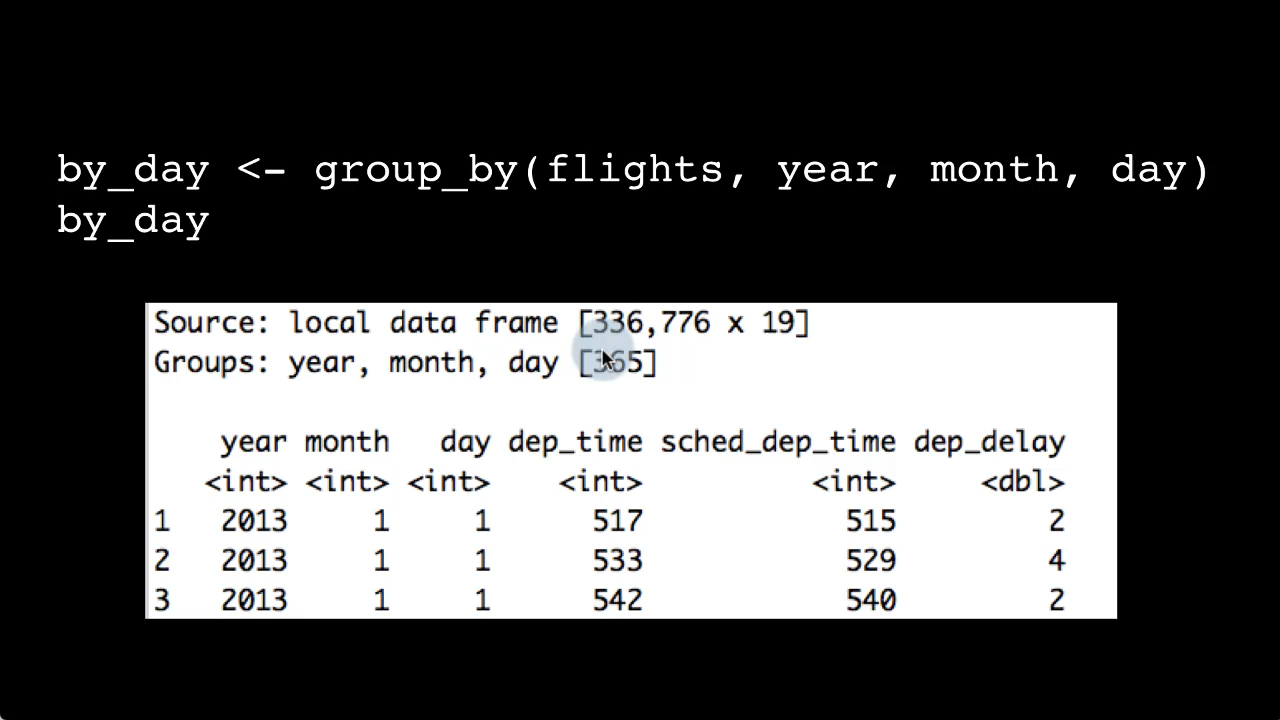 by_day <- group_by(flights, year, month, day)
by_day
Source: local data frame [336,776 x 19]
Groups: year, month, day [365]
year month day dep_time sched_dep_time dep_delay
<int> <int> <int> <int> <int> <dbl>
1 2013 1 1 517 515 2
2 2013 1 1 533 529 4
3 2013 1 1 542 540 2